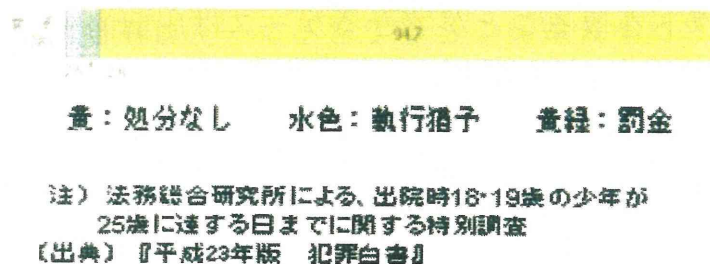 黄：処分なし　水色：執行猶予　黄緑：罰金
注）法務総合研究所による、出院時18・19歳の少年が
25歳に達する日までに関する特別調査
〔出典〕『平成23年版　犯罪白書』